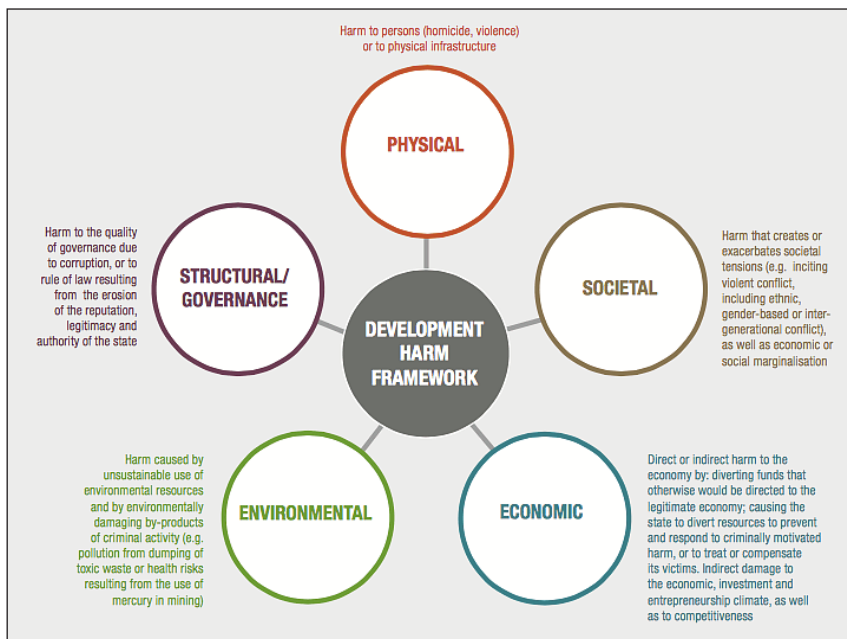 Harm to persons (homicide, violence)
or to physical infrastructure
PHYSICAL
Harm to the quality
of governance due
to corruption, or to
rule of law resulting
from the erosion
of the reputation,
legitimacy and
authority of the state
STRUCTURAL/
GOVERNANCE
SOCIETAL
Harm that creates or
exacerbates societal
tensions (e.g. inciting
violent conflict,
including ethnic,
gender-based or inter-
generational conflict),
as well as economic or
social marginalisation
DEVELOPMENT
HARM
FRAMEWORK
Harm caused by
unsustainable use of
environmental resources
and by environmentally
damaging by-products
of criminal activity (e.g.
pollution from dumping of
toxic waste or health risks
resulting from the use of
mercury in mining)
ENVIRONMENTAL
ECONOMIC
Direct or indirect harm to the
economy by: diverting funds that
otherwise would be directed to the
legitimate economy; causing the
state to divert resources to prevent
and respond to criminally motivated
harm, or to treat or compensate
its victims. Indirect damage to
the economic, investment and
entrepreneurship climate, as well
as to competitiveness